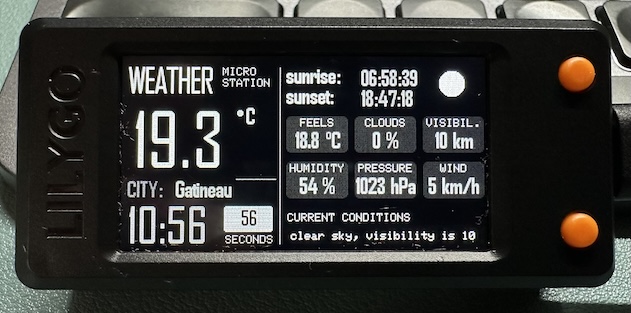 LILYGO
WEATHER
MICRO
STATION
19.3 °C
CITY: Gatineau
10:56
56
SECONDS
sunrise: 06:58:39
sunset: 18:47:18
FEELS
18.8 °C
CLOUDS
0 %
VISIBIL.
10 km
HUMIDITY
54 %
PRESSURE
1023 hPa
WIND
5 km/h
CURRENT CONDITIONS
clear sky, visibility is 10